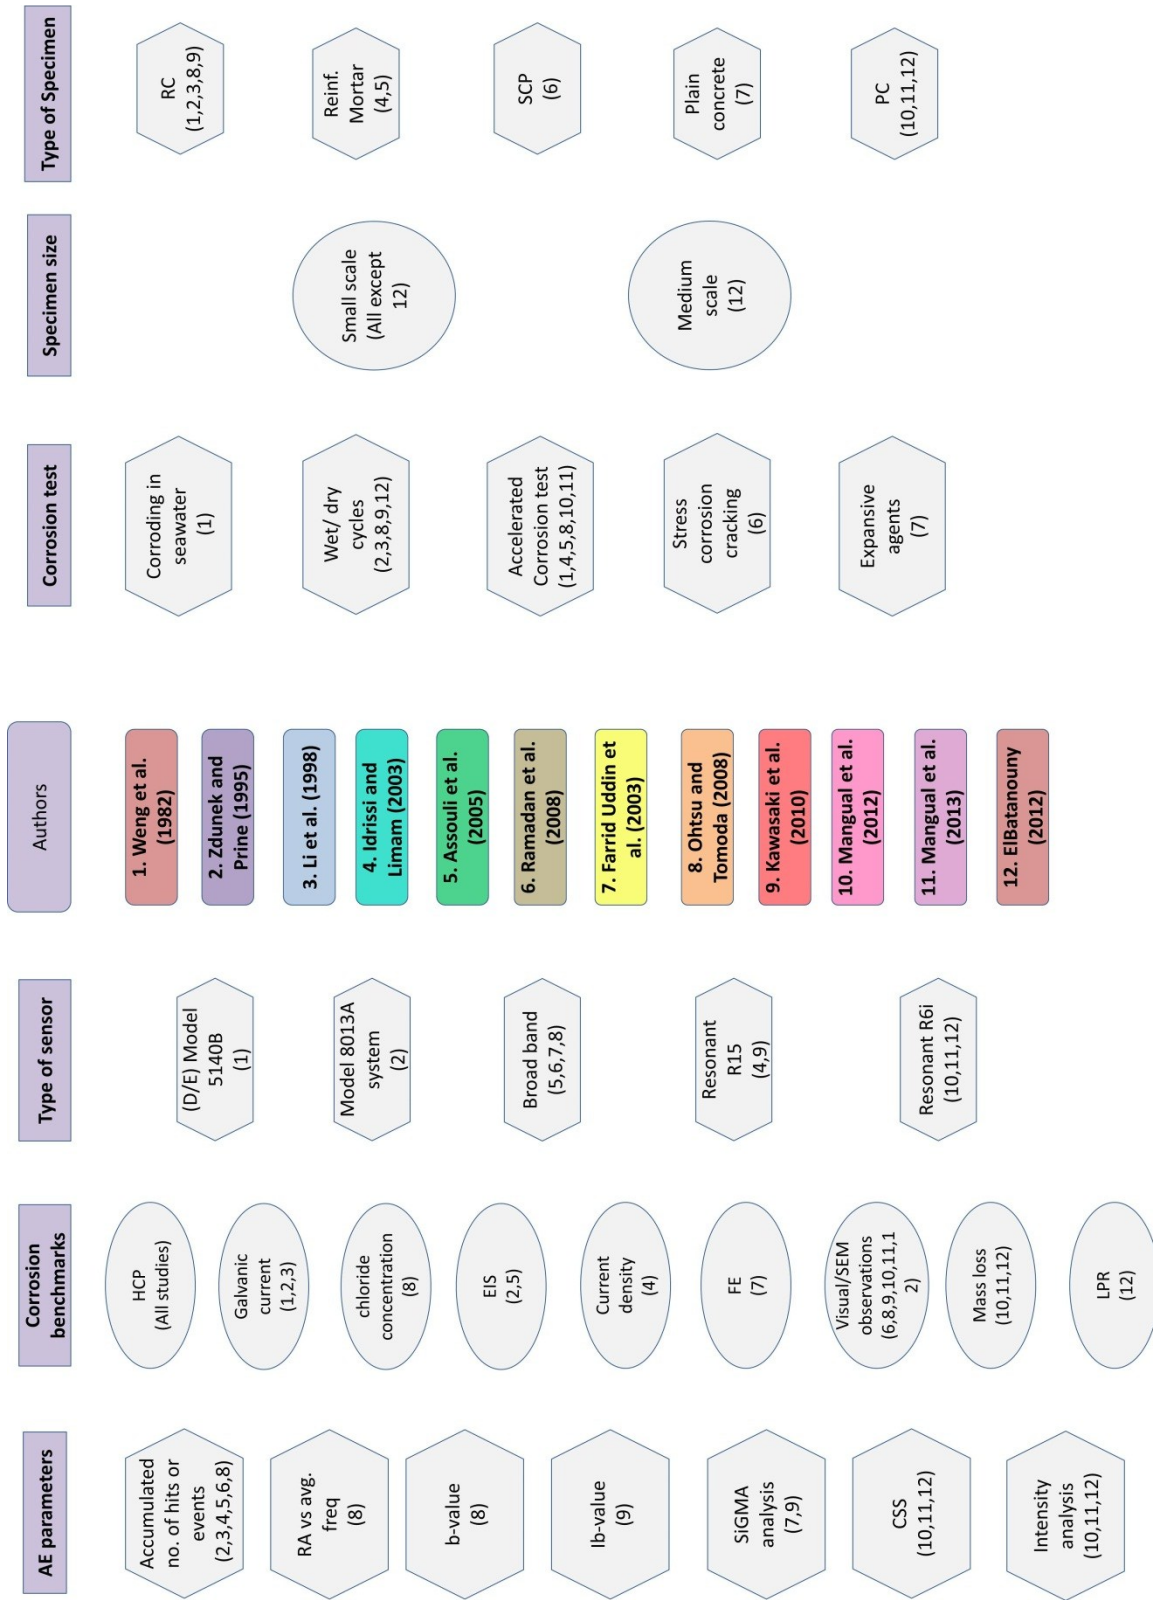 AE parameters
Accumulated
no. of hits or
events
(2,3,4,5,6,8)
RA vs avg.
freq
(8)
b-value
(8)
Ib-value
(9)
SiGMA
analysis
(7,9)
CSS
(10,11,12)
Intensity
analysis
(10,11,12)
Corrosion
benchmarks
HCP
(All studies)
Galvanic
current
(1,2,3)
chloride
concentration
(8)
EIS
(2,5)
Current
density
(4)
FE
(7)
Visual/SEM
observations
(6,8,9,10,11,1
2)
Mass loss
(10,11,12)
LPR
(12)
Type of sensor
(D/E) Model
5140B
(1)
Model 8013A
system
(2)
Broad band
(5,6,7,8)
Resonant
R15
(4,9)
Resonant R6i
(10,11,12)
Authors
1. Weng et al.
(1982)
2. Zdunek and
Prine (1995)
3. Li et al. (1998)
4. Idrissi and
Limam (2003)
5. Assouli et al.
(2005)
6. Ramadan et al.
(2008)
7. Farrid Uddin et
al. (2003)
8. Ohtsu and
Tomoda (2008)
9. Kawasaki et al.
(2010)
10. Mangual et al.
(2012)
11. Mangual et al.
(2013)
12. ElBatanouny
(2012)
Corrosion test
Corroding in
seawater
(1)
Wet/ dry
cycles
(2,3,8,9,12)
Accelerated
Corrosion test
(1,4,5,8,10,11)
Stress
corrosion
cracking
(6)
Expansive
agents
(7)
Specimen size
Small scale
(All except
12)
Medium
scale
(12)
Type of Specimen
RC
(1,2,3,8,9)
Reinf.
Mortar
(4,5)
SCP
(6)
Plain
concrete
(7)
PC
(10,11,12)